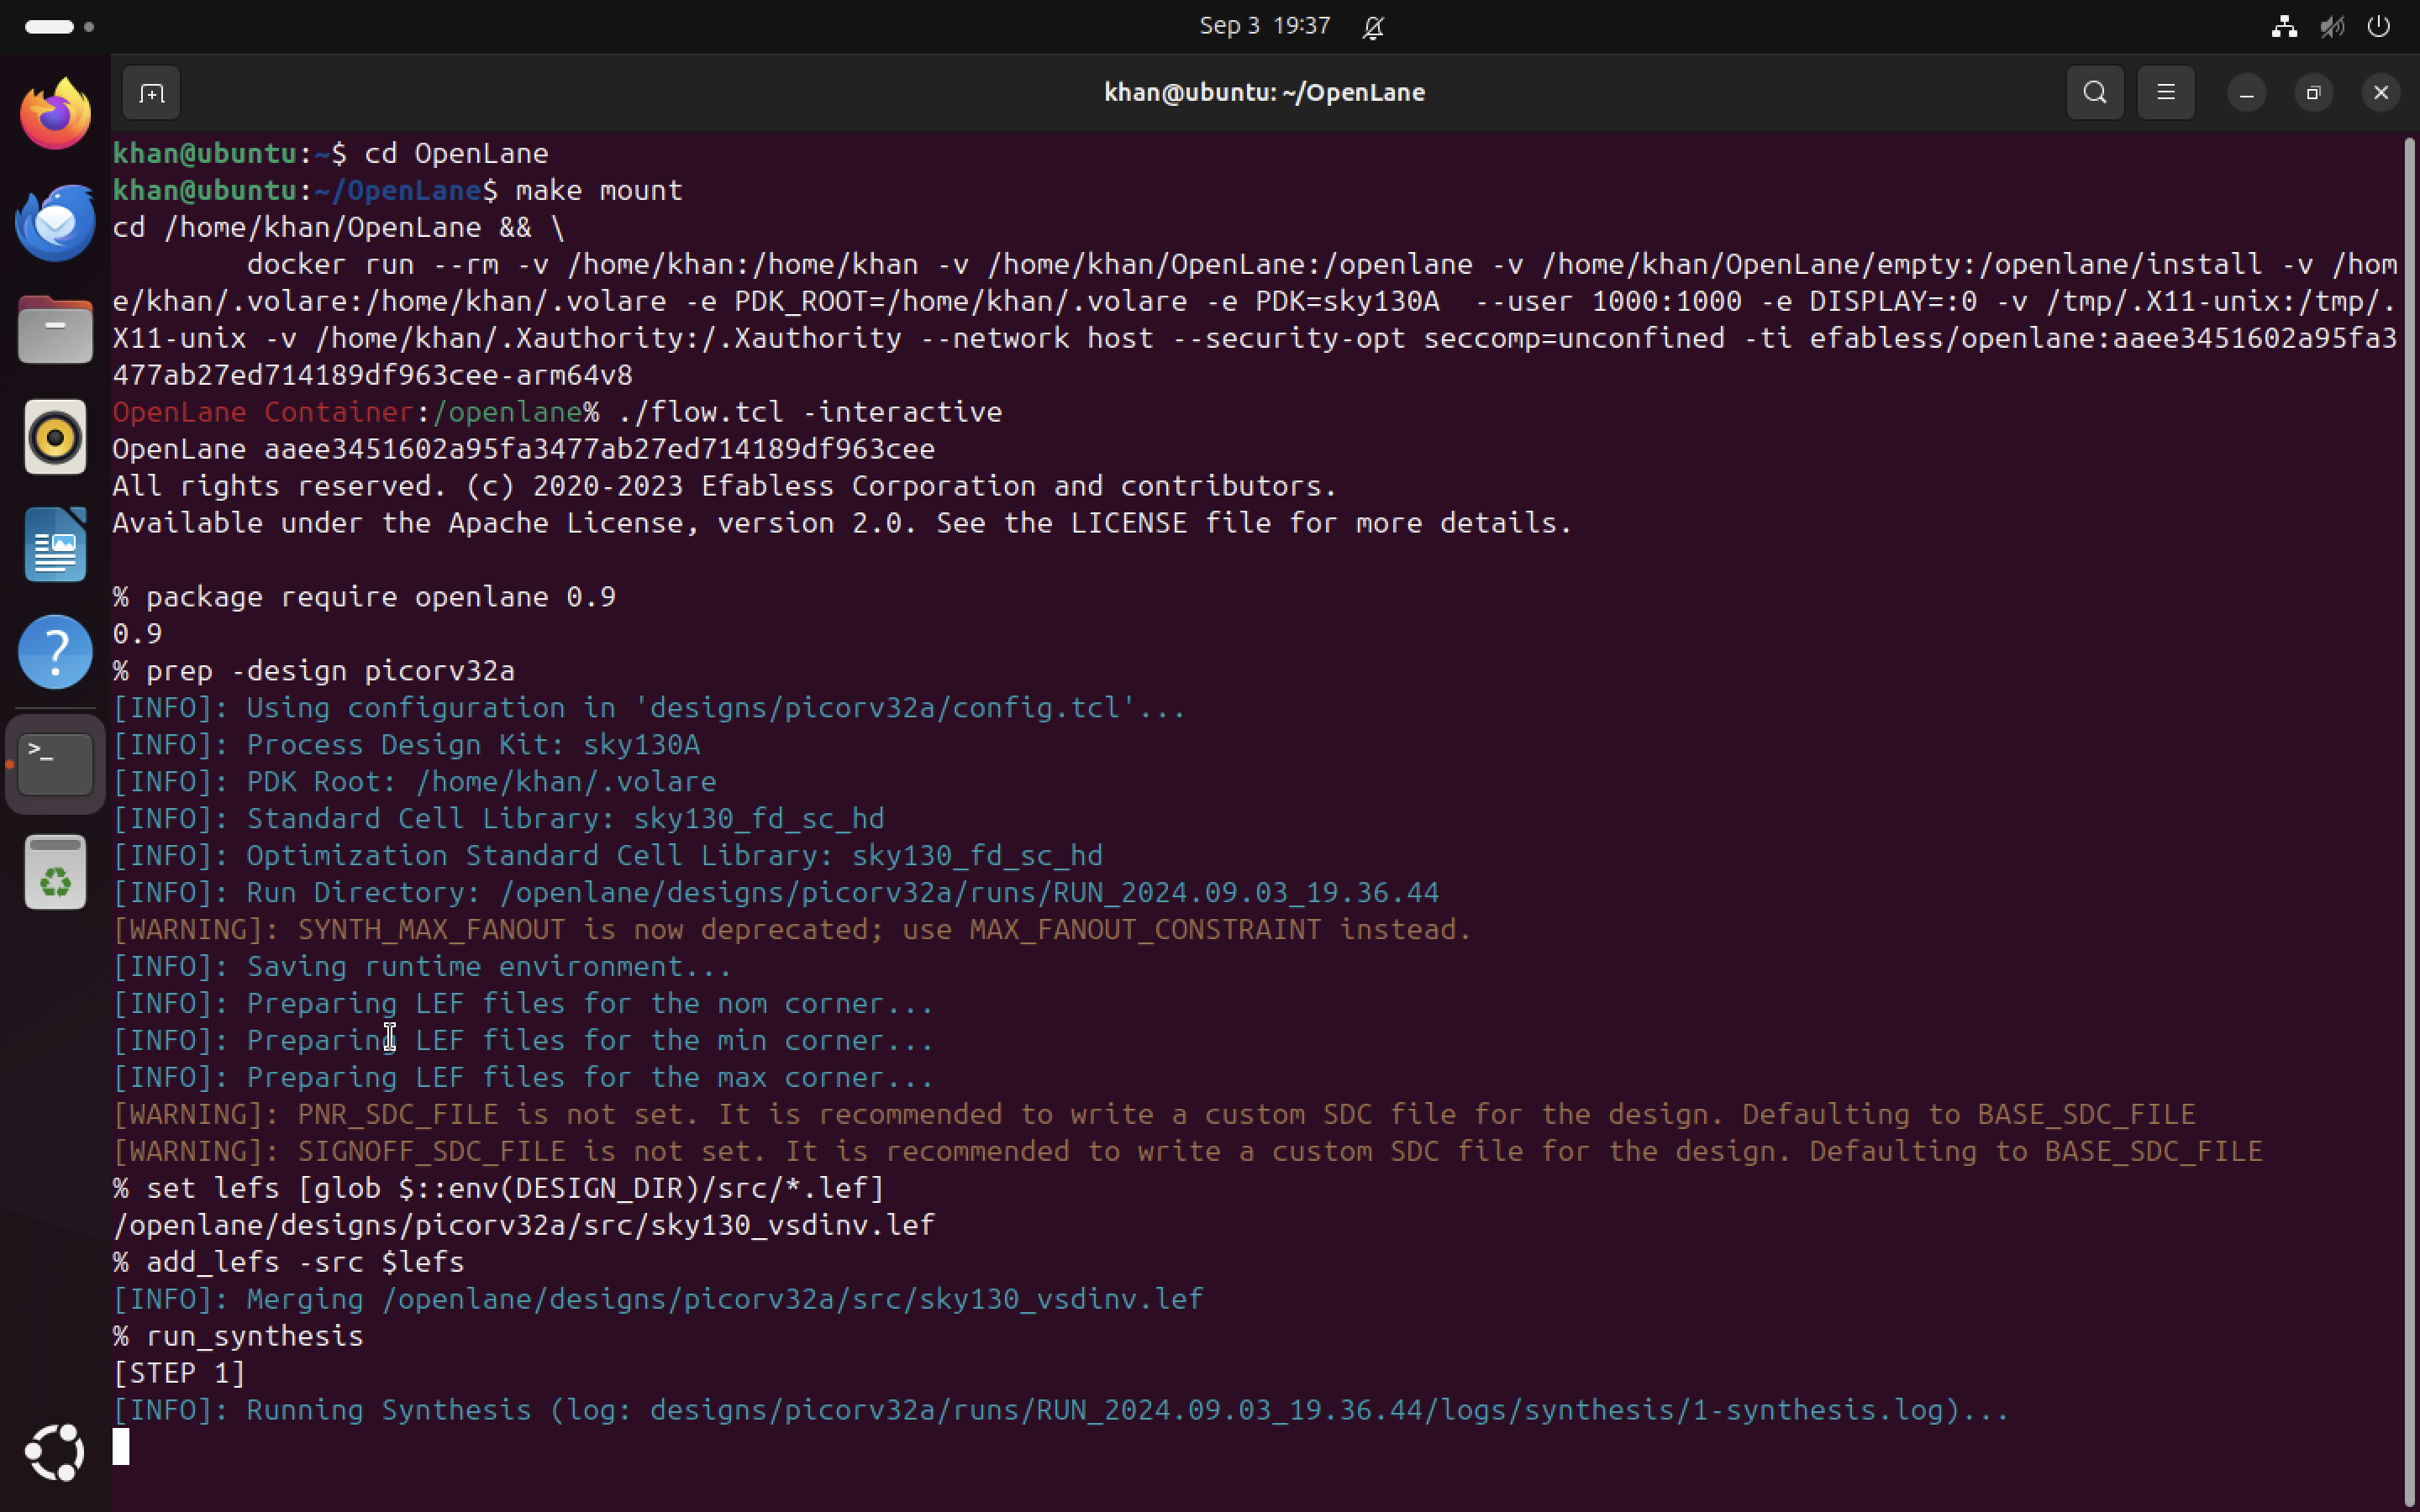 Sep 3 19:37
khan@ubuntu: ~/OpenLane
khan@ubuntu:~$ cd OpenLane
khan@ubuntu:~/OpenLane$ make mount
cd /home/khan/OpenLane && \
        docker run --rm -v /home/khan:/home/khan -v /home/khan/OpenLane:/openlane -v /home/khan/OpenLane/empty:/openlane/install -v /hom
e/khan/.volare:/home/khan/.volare -e PDK_ROOT=/home/khan/.volare -e PDK=sky130A  --user 1000:1000 -e DISPLAY=:0 -v /tmp/.X11-unix:/tmp/.
X11-unix -v /home/khan/.Xauthority:/.Xauthority --network host --security-opt seccomp=unconfined -ti efabless/openlane:aaee3451602a95fa3
477ab27ed714189df963cee-arm64v8
OpenLane Container:/openlane% ./flow.tcl -interactive
OpenLane aaee3451602a95fa3477ab27ed714189df963cee
All rights reserved. (c) 2020-2023 Efabless Corporation and contributors.
Available under the Apache License, version 2.0. See the LICENSE file for more details.
% package require openlane 0.9
0.9
% prep -design picorv32a
[INFO]: Using configuration in 'designs/picorv32a/config.tcl'...
[INFO]: Process Design Kit: sky130A
[INFO]: PDK Root: /home/khan/.volare
[INFO]: Standard Cell Library: sky130_fd_sc_hd
[INFO]: Optimization Standard Cell Library: sky130_fd_sc_hd
[INFO]: Run Directory: /openlane/designs/picorv32a/runs/RUN_2024.09.03_19.36.44
[WARNING]: SYNTH_MAX_FANOUT is now deprecated; use MAX_FANOUT_CONSTRAINT instead.
[INFO]: Saving runtime environment...
[INFO]: Preparing LEF files for the nom corner...
[INFO]: Preparing LEF files for the min corner...
[INFO]: Preparing LEF files for the max corner...
[WARNING]: PNR_SDC_FILE is not set. It is recommended to write a custom SDC file for the design. Defaulting to BASE_SDC_FILE
[WARNING]: SIGNOFF_SDC_FILE is not set. It is recommended to write a custom SDC file for the design. Defaulting to BASE_SDC_FILE
% set lefs [glob $::env(DESIGN_DIR)/src/*.lef]
/openlane/designs/picorv32a/src/sky130_vsdinv.lef
% add_lefs -src $lefs
[INFO]: Merging /openlane/designs/picorv32a/src/sky130_vsdinv.lef
% run_synthesis
[STEP 1]
[INFO]: Running Synthesis (log: designs/picorv32a/runs/RUN_2024.09.03_19.36.44/logs/synthesis/1-synthesis.log)...